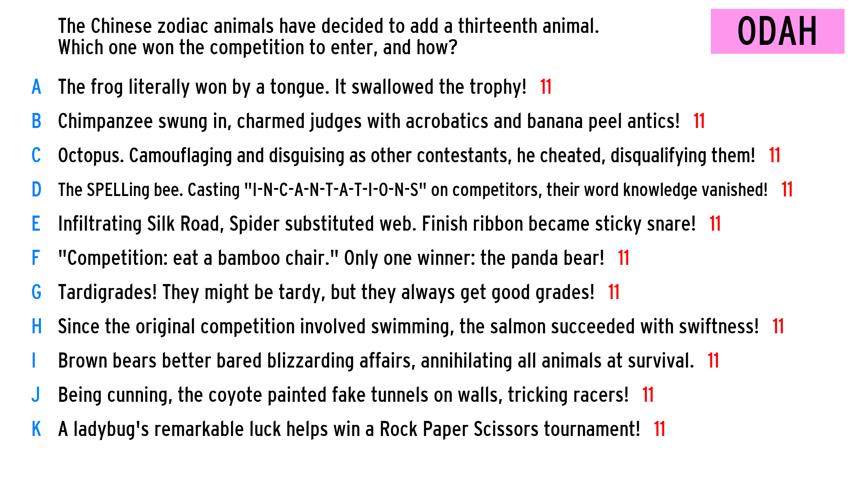 The Chinese zodiac animals have decided to add a thirteenth animal.
Which one won the competition to enter, and how?
ODAH
A The frog literally won by a tongue. It swallowed the trophy! 11
B Chimpanzee swung in, charmed judges with acrobatics and banana peel antics! 11
C Octopus. Camouflaging and disguising as other contestants, he cheated, disqualifying them! 11
D The SPELLing bee. Casting "I-N-C-A-N-T-A-T-I-O-N-S" on competitors, their word knowledge vanished! 11
E Infiltrating Silk Road, Spider substituted web. Finish ribbon became sticky snare! 11
F "Competition: eat a bamboo chair." Only one winner: the panda bear! 11
G Tardigrades! They might be tardy, but they always get good grades! 11
H Since the original competition involved swimming, the salmon succeeded with swiftness! 11
I Brown bears better bared blizzarding affairs, annihilating all animals at survival. 11
J Being cunning, the coyote painted fake tunnels on walls, tricking racers! 11
K A ladybug's remarkable luck helps win a Rock Paper Scissors tournament! 11